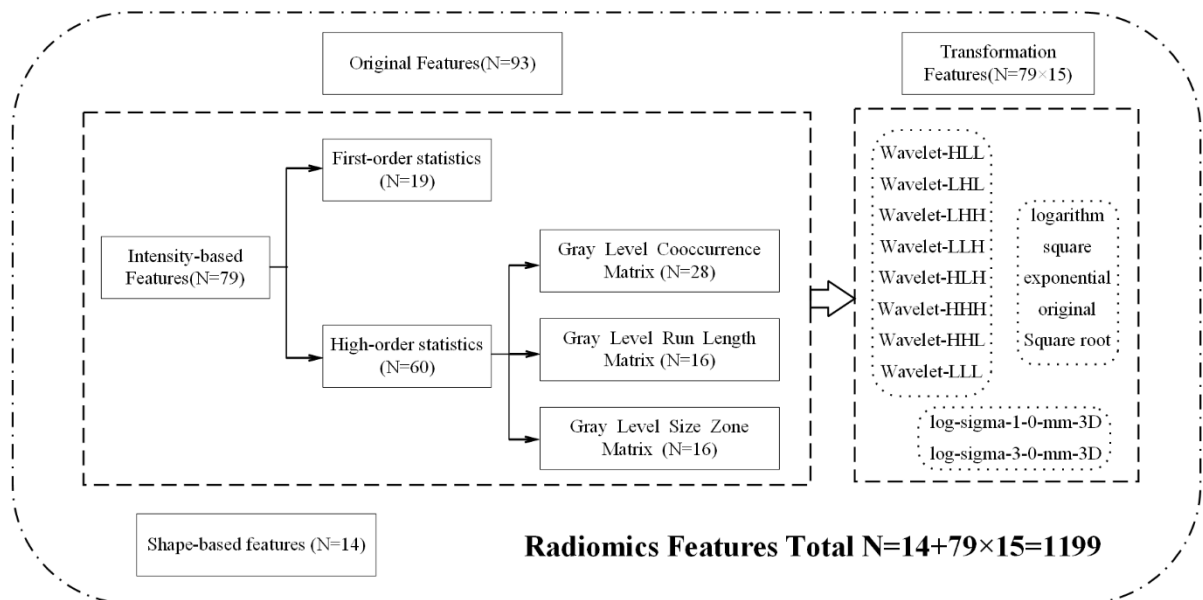 Original Features(N=93)
Transformation
Features(N=79×15)
First-order statistics
(N=19)
Intensity-based
Features(N=79)
High-order statistics
(N=60)
Gray Level Cooccurrence
Matrix (N=28)
Gray Level Run Length
Matrix (N=16)
Gray Level Size Zone
Matrix (N=16)
Wavelet-HLL
Wavelet-LHL
Wavelet-LHH
Wavelet-LLH
Wavelet-HLH
Wavelet-HHH
Wavelet-HHL
Wavelet-LLL
logarithm
square
exponential
original
Square root
log-sigma-1-0-mm-3D
log-sigma-3-0-mm-3D
Shape-based features (N=14)
Radiomics Features Total N=14+79×15=1199